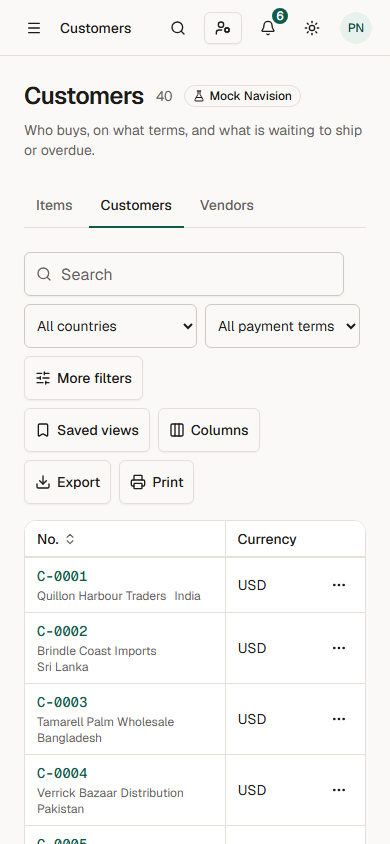 Customers
6
PN
Customers 40 Mock Navision
Who buys, on what terms, and what is waiting to ship
or overdue.
Items Customers Vendors
Search
All countries All payment terms
More filters
Saved views Columns
Export Print
No. Currency
C-0001
Quillon Harbour Traders India
USD
C-0002
Brindle Coast Imports
Sri Lanka
USD
C-0003
Tamarell Palm Wholesale
Bangladesh
USD
C-0004
Verrick Bazaar Distribution
Pakistan
USD
C-0005